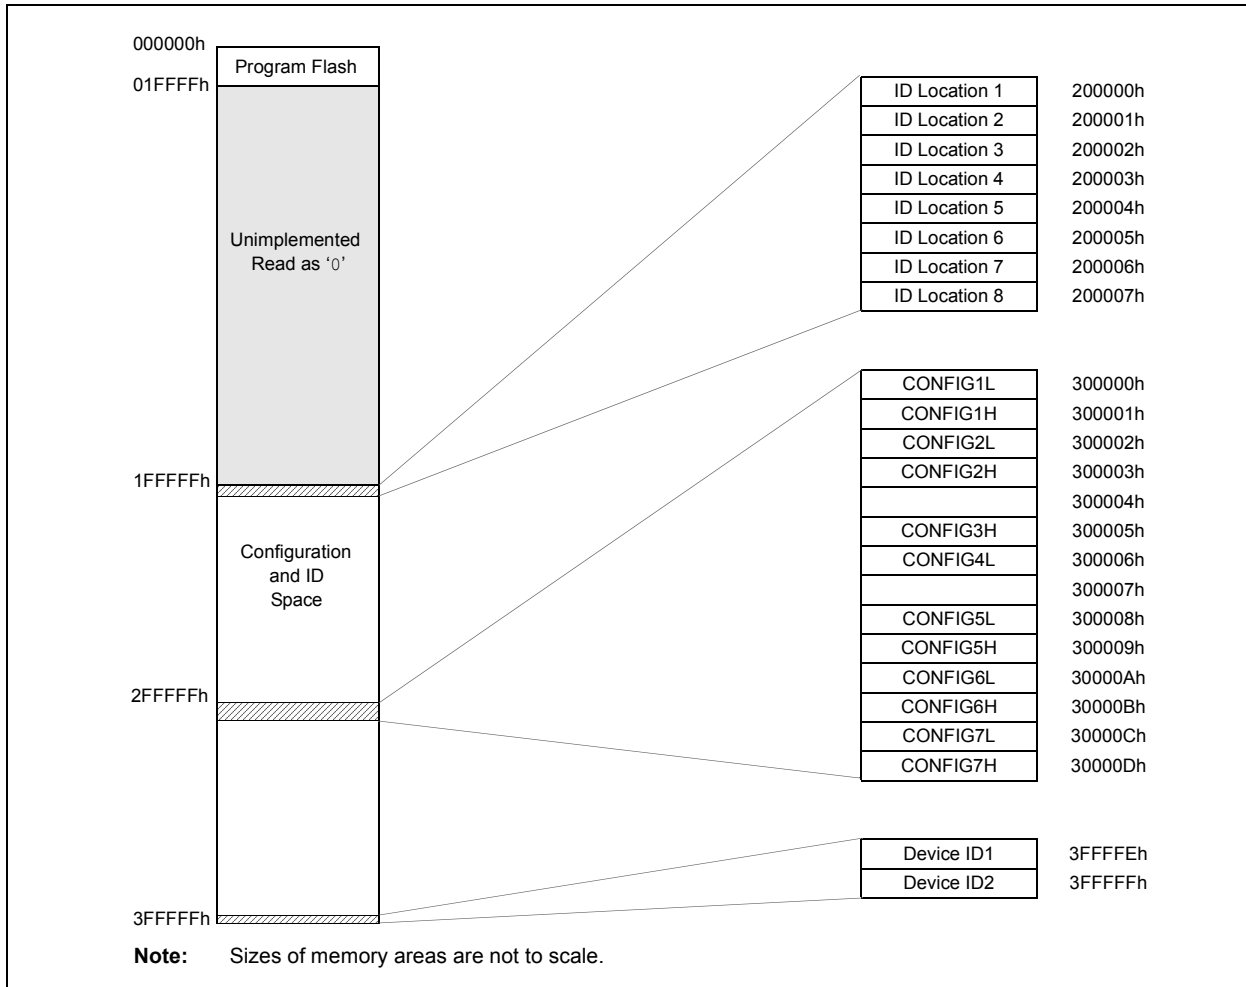 000000h
Program Flash
01FFFFh
Unimplemented
Read as ‘0’
1FFFFFh
Configuration
and ID
Space
2FFFFFh
3FFFFFh
ID Location 1 200000h
ID Location 2 200001h
ID Location 3 200002h
ID Location 4 200003h
ID Location 5 200004h
ID Location 6 200005h
ID Location 7 200006h
ID Location 8 200007h
CONFIG1L 300000h
CONFIG1H 300001h
CONFIG2L 300002h
CONFIG2H 300003h
300004h
CONFIG3H 300005h
CONFIG4L 300006h
300007h
CONFIG5L 300008h
CONFIG5H 300009h
CONFIG6L 30000Ah
CONFIG6H 30000Bh
CONFIG7L 30000Ch
CONFIG7H 30000Dh
Device ID1 3FFFFEh
Device ID2 3FFFFFh
Note: Sizes of memory areas are not to scale.